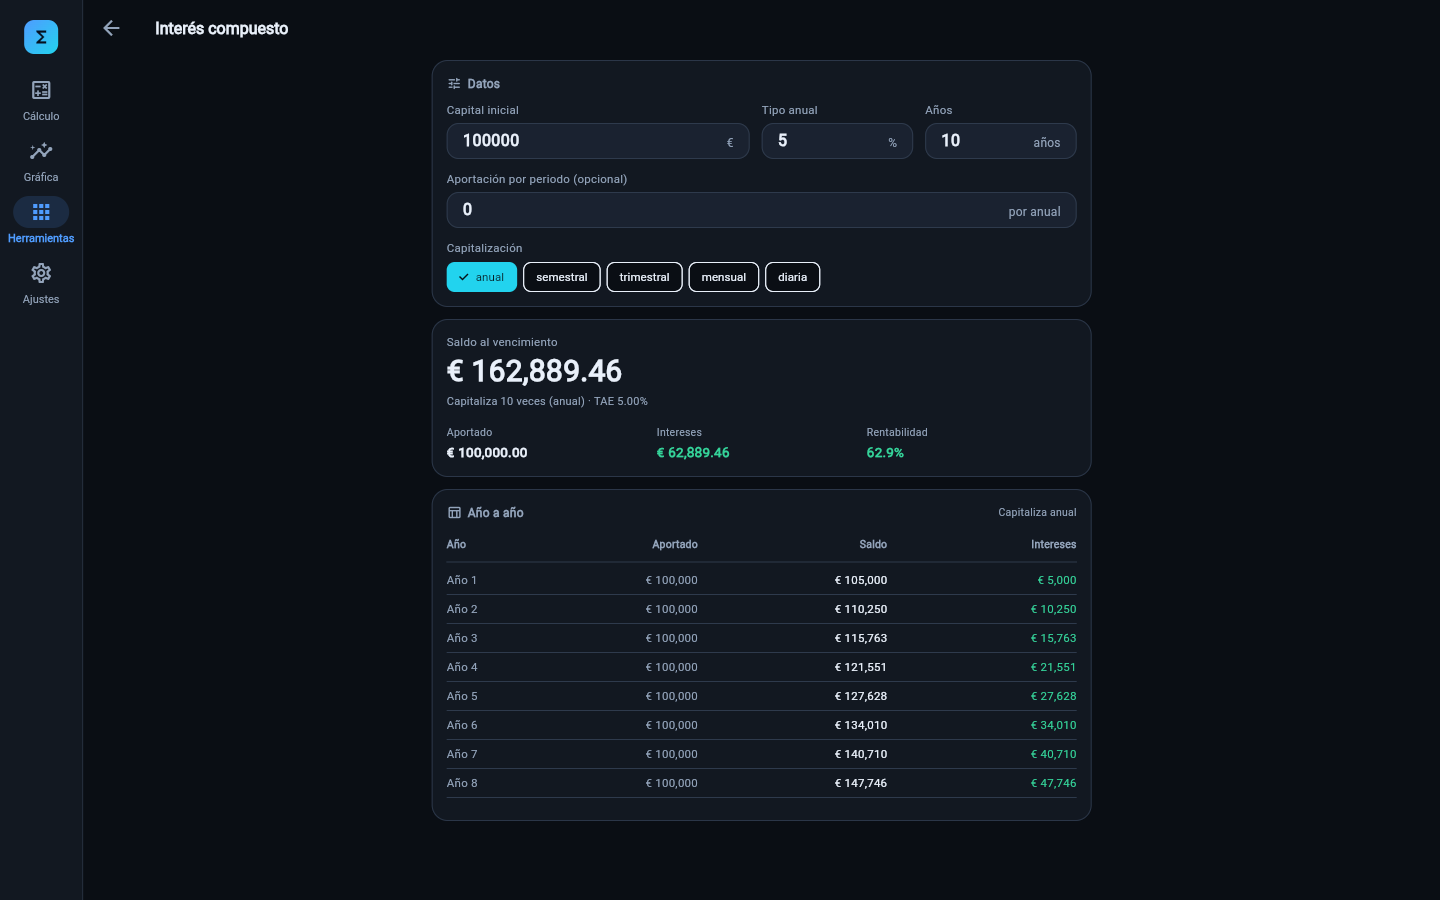 Σ
Interés compuesto
Cálculo
Gráfica
Herramientas
Ajustes
Datos
Capital inicial Tipo anual Años
100000 € 5 % 10 años
Aportación por periodo (opcional)
0 por anual
Capitalización
anual semestral trimestral mensual diaria
Saldo al vencimiento
€ 162,889.46
Capitaliza 10 veces (anual) · TAE 5.00%
Aportado Intereses Rentabilidad
€ 100,000.00 € 62,889.46 62.9%
Año a año Capitaliza anual
Año Aportado Saldo Intereses
Año 1 € 100,000 € 105,000 € 5,000
Año 2 € 100,000 € 110,250 € 10,250
Año 3 € 100,000 € 115,763 € 15,763
Año 4 € 100,000 € 121,551 € 21,551
Año 5 € 100,000 € 127,628 € 27,628
Año 6 € 100,000 € 134,010 € 34,010
Año 7 € 100,000 € 140,710 € 40,710
Año 8 € 100,000 € 147,746 € 47,746